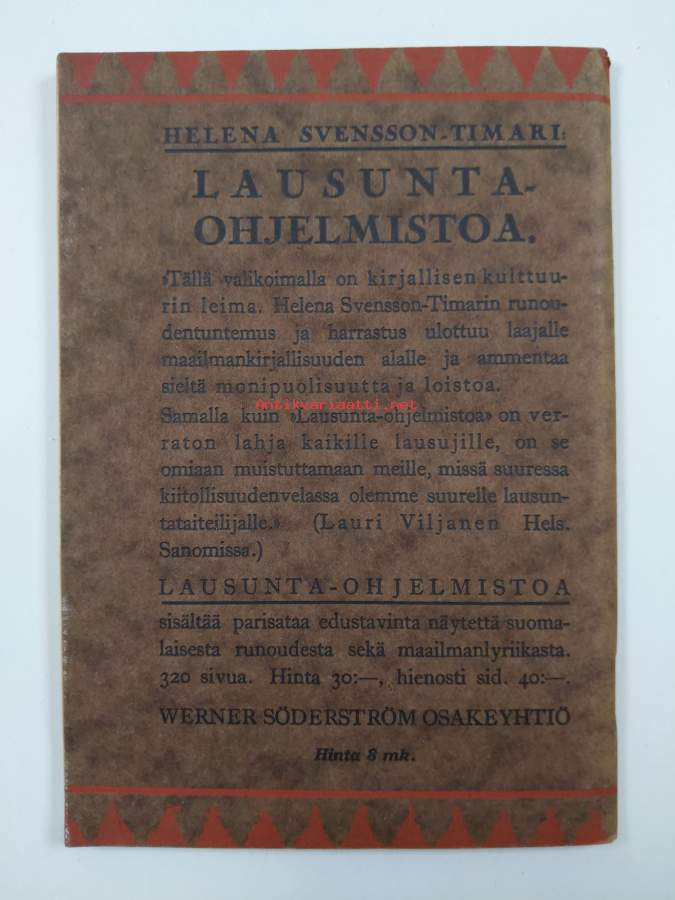 HELENA SVENSSON-TIMARI:
LAUSUNTA-
OHJELMISTOA.
»Tällä valikoimalla on kirjallisen kulttuu-
rin leima. Helena Svensson-Timarin runou-
dentuntemus ja harrastus ulottuu laajalle
maailmankirjallisuuden alalle ja ammentaa
sieltä monipuolisuutta ja loistoa.
Antikvariaatti.net
Samalla kuin »Lausunta-ohjelmistoa» on ver-
raton lahja kaikille lausujille, on se
omiaan muistuttamaan meille, missä suuressa
kiitollisuudenvelassa olemme suurelle lausun-
tataiteilijalle.» (Lauri Viljanen Hels.
Sanomissa.)
LAUSUNTA-OHJELMISTOA
sisältää parisataa edustavinta näytettä suoma-
laisesta runoudesta sekä maailmanlyriikasta.
320 sivua. Hinta 30:—, hienosti sid. 40:—.
WERNER SÖDERSTRÖM OSAKEYHTIÖ
Hinta 8 mk.